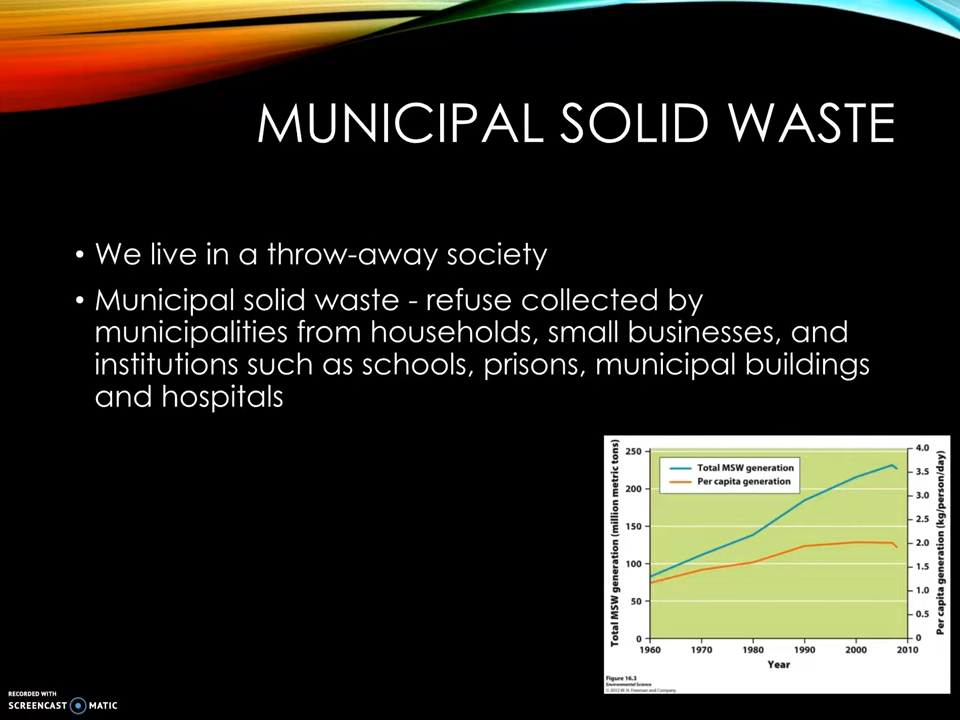 MUNICIPAL SOLID WASTE
• We live in a throw-away society
• Municipal solid waste - refuse collected by
municipalities from households, small businesses, and
institutions such as schools, prisons, municipal buildings
and hospitals
Total MSW generation (million metric tons)
250
200
150
100
50
0
Total MSW generation
Per capita generation
4.0
3.5
3.0
2.5
2.0
1.5
1.0
0.5
0
Per capita generation (kg/person/day)
1960 1970 1980 1990 2000 2010
Year
Figure 16.3
Environmental Science
© 2012 W. H. Freeman and Company
RECORDED WITH
SCREENCAST MATIC